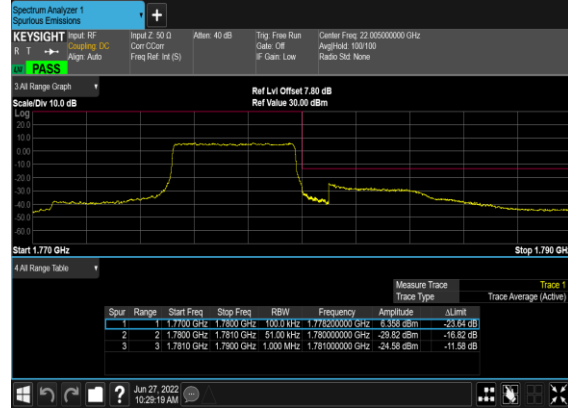 Spectrum Analyzer 1
Spurious Emissions
KEYSIGHT Input: RF Input Z: 50 Ω Atten: 40 dB Trig: Free Run Center Freq: 22.005000000 GHz
R T Coupling: DC Corr CCorr Gate: Off Avg|Hold: 100/100
Align: Auto Freq Ref: Int (S) IF Gain: Low Radio Std: None
PASS
3.All Range Graph
Ref Lvl Offset 7.80 dB
Scale/Div 10.0 dB Ref Value 30.00 dBm
Log
20.0
10.0
0.00
-10.0
-20.0
-30.0
-40.0
-50.0
-60.0
Start 1.770 GHz Stop 1.790 GHz
4.All Range Table
Measure Trace Trace 1
Trace Type Trace Average (Active)
Spur Range Start Freq Stop Freq RBW Frequency Amplitude ΔLimit
1 1 1.7700 GHz 1.7800 GHz 100.0 kHz 1.778200000 GHz 6.358 dBm -23.64 dB
2 2 1.7800 GHz 1.7810 GHz 51.00 kHz 1.780000000 GHz -29.82 dBm -16.82 dB
3 3 1.7810 GHz 1.7900 GHz 1.000 MHz 1.781000000 GHz -24.58 dBm -11.58 dB
?
Jun 27, 2022
10:29:19 AM